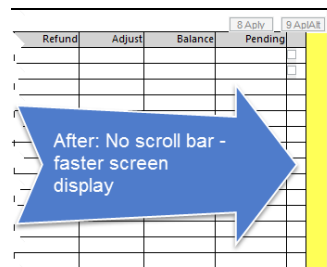 8 Aply 9 AplAlt
Refund Adjust Balance Pending
After: No scroll bar -
faster screen
display